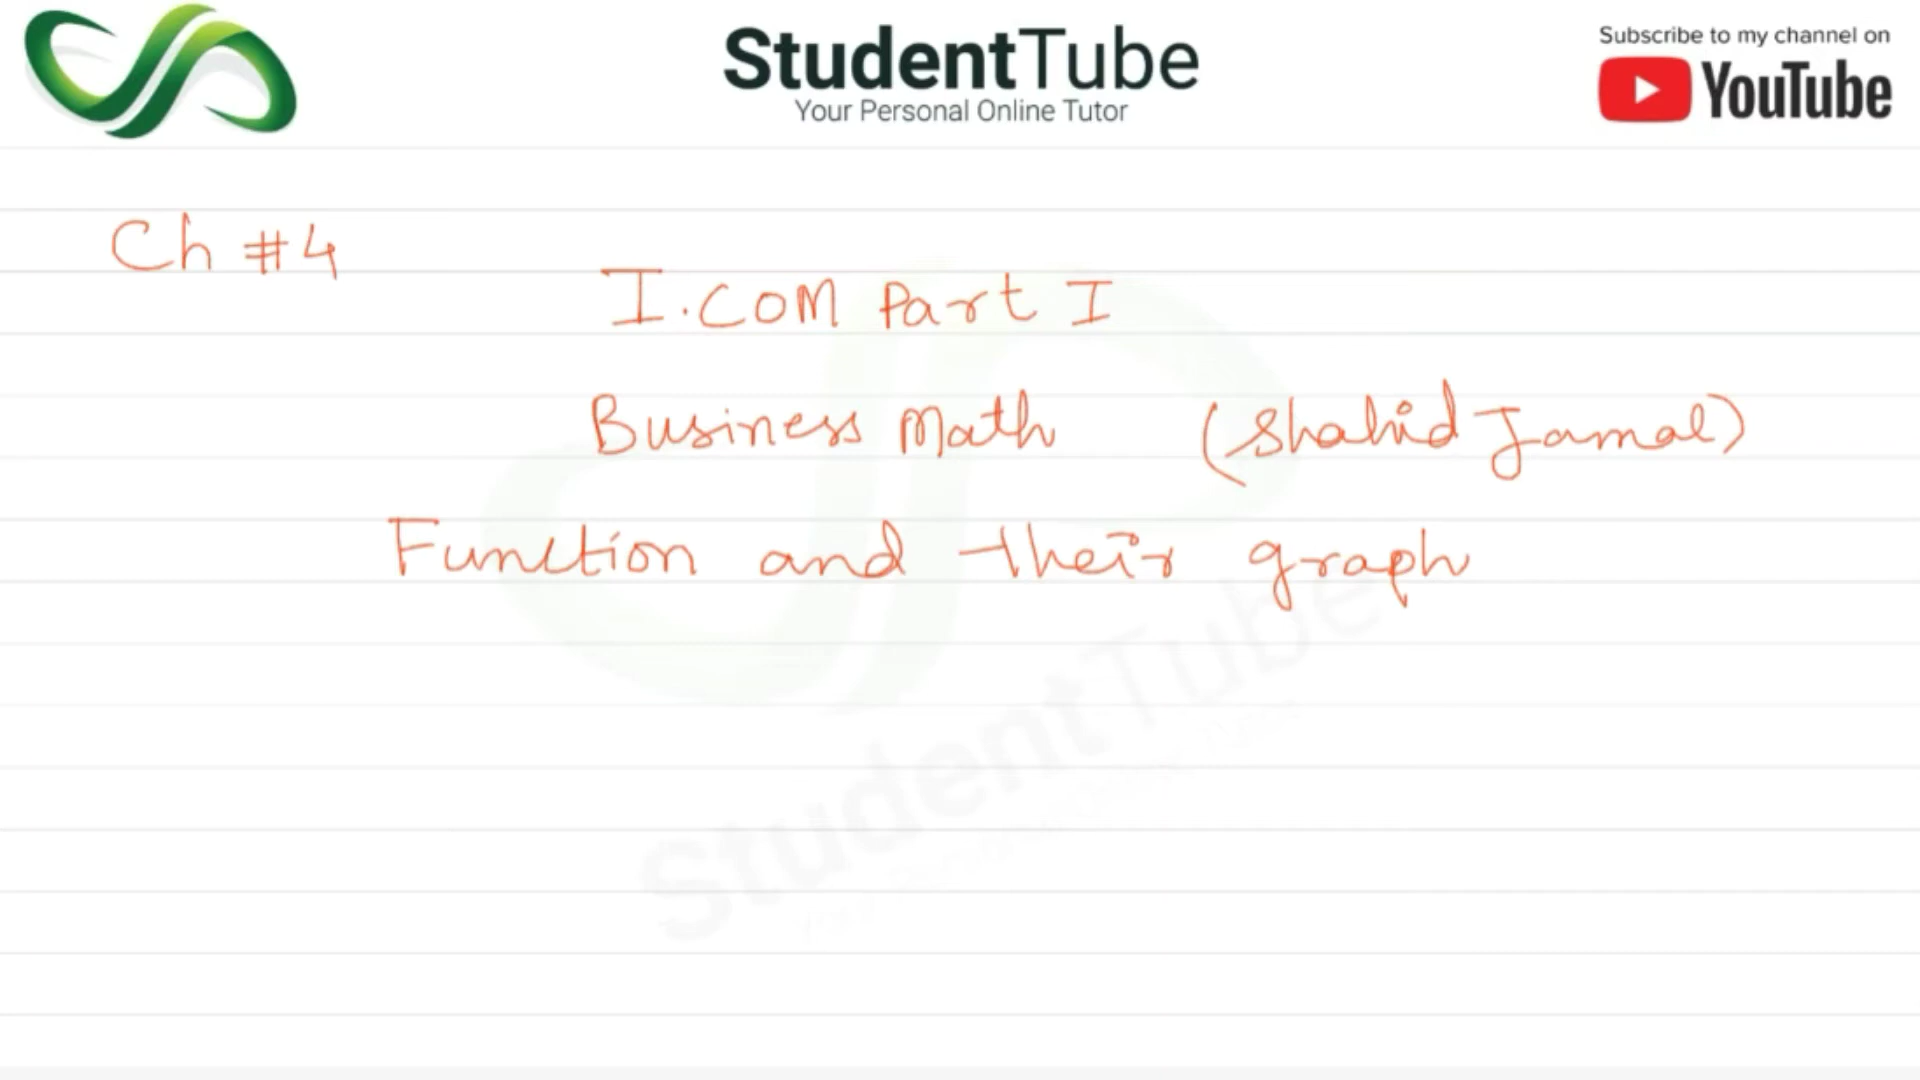 StudentTube
Your Personal Online Tutor
Subscribe to my channel on
YouTube
Ch #4
I.COM Part I
Business Math (Shahid Jamal)
Function and their graph
StudentTube